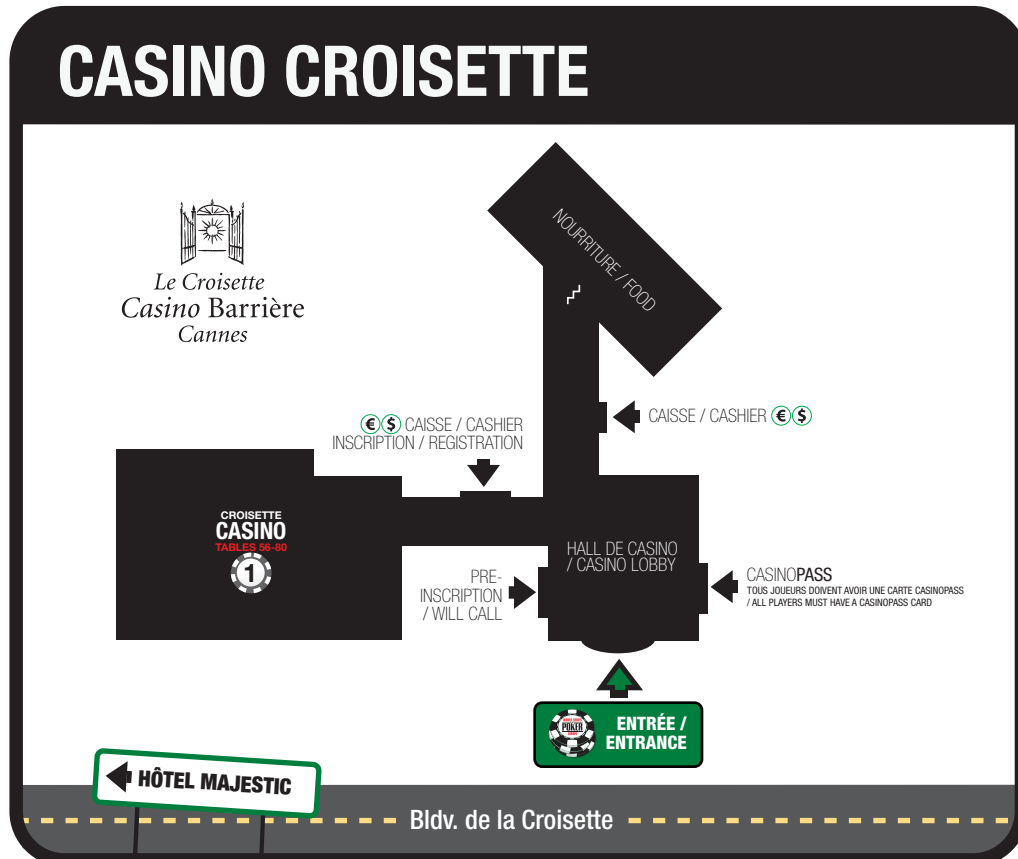 CASINO CROISETTE
Le Croisette
Casino Barrière
Cannes
NOURRITURE / FOOD
€ $ CAISSE / CASHIER
INSCRIPTION / REGISTRATION
CAISSE / CASHIER € $
CROISETTE
CASINO
TABLES 56-80
1
HALL DE CASINO
/ CASINO LOBBY
PRE-
INSCRIPTION
/ WILL CALL
CASINOPASS
TOUS JOUEURS DOIVENT AVOIR UNE CARTE CASINOPASS
/ ALL PLAYERS MUST HAVE A CASINOPASS CARD
POKER
ENTRÉE /
ENTRANCE
HÔTEL MAJESTIC
Bldv. de la Croisette